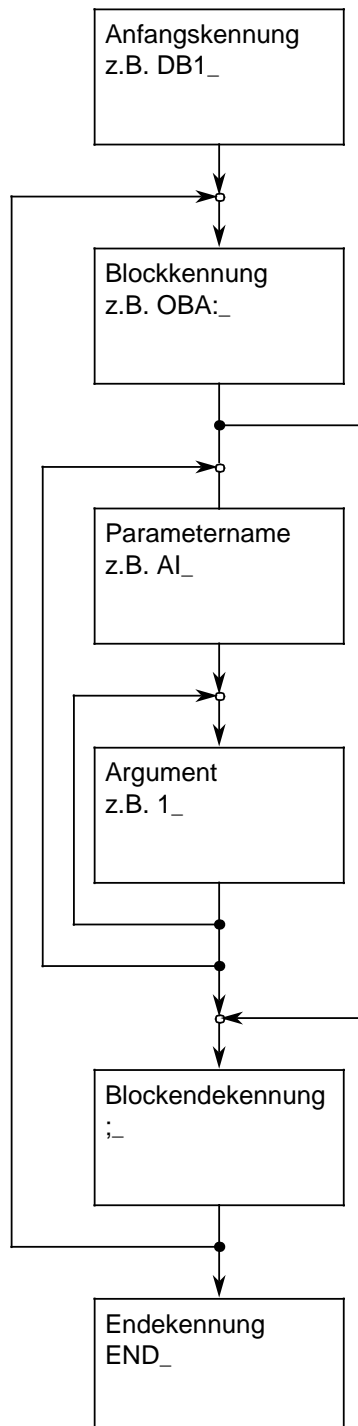 Anfangskennung
z.B. DB1_
Blockkennung
z.B. OBA:_
Parametername
z.B. AI_
Argument
z.B. 1_
Blockendekennung
;_
Endekennung
END_